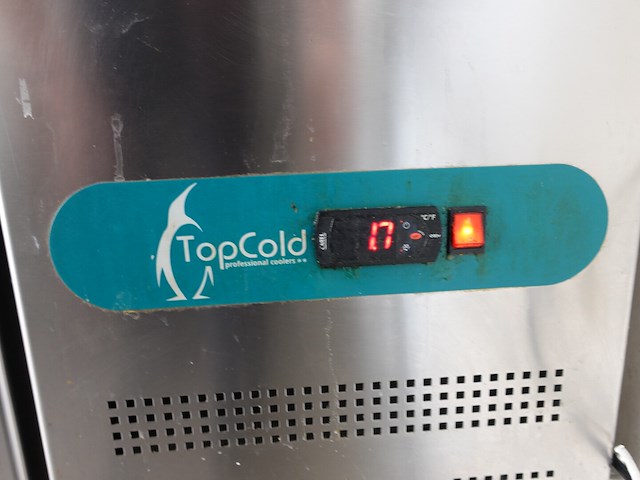 TopCold
professional coolers
17
°C/°F